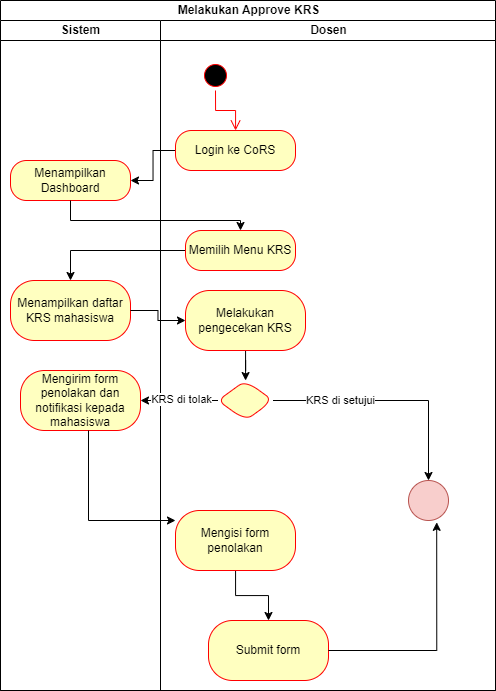 Melakukan Approve KRS
Sistem
Dosen
Login ke CoRS
Menampilkan
Dashboard
Memilih Menu KRS
Menampilkan daftar
KRS mahasiswa
Melakukan
pengecekan KRS
Mengirim form
penolakan dan
notifikasi kepada
mahasiswa
KRS di tolak
KRS di setujui
Mengisi form
penolakan
Submit form